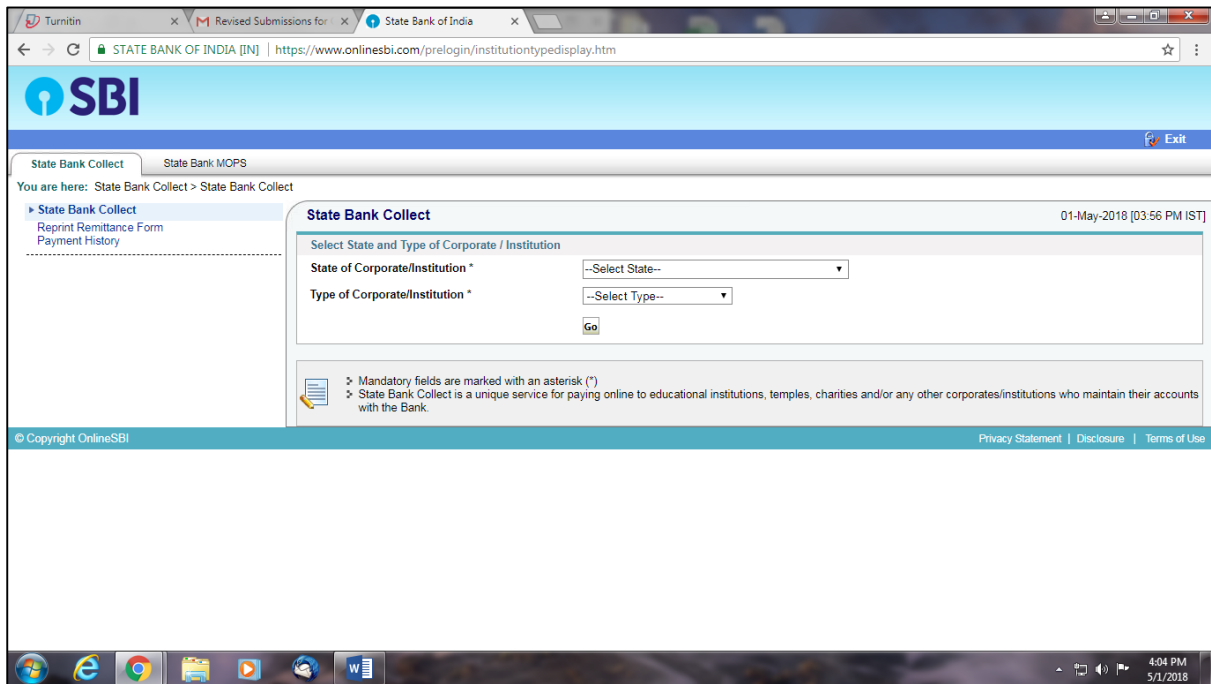 Turnitin
Revised Submissions for
State Bank of India
STATE BANK OF INDIA [IN] | https://www.onlinesbi.com/prelogin/institutiontypedisplay.htm
SBI
Exit
State Bank Collect State Bank MOPS
You are here: State Bank Collect > State Bank Collect
State Bank Collect
Reprint Remittance Form
Payment History
State Bank Collect 01-May-2018 [03:56 PM IST]
Select State and Type of Corporate / Institution
State of Corporate/Institution * --Select State--
Type of Corporate/Institution * --Select Type--
Go
Mandatory fields are marked with an asterisk (*)
State Bank Collect is a unique service for paying online to educational institutions, temples, charities and/or any other corporates/institutions who maintain their accounts
with the Bank.
© Copyright OnlineSBI Privacy Statement | Disclosure | Terms of Use
4:04 PM
5/1/2018